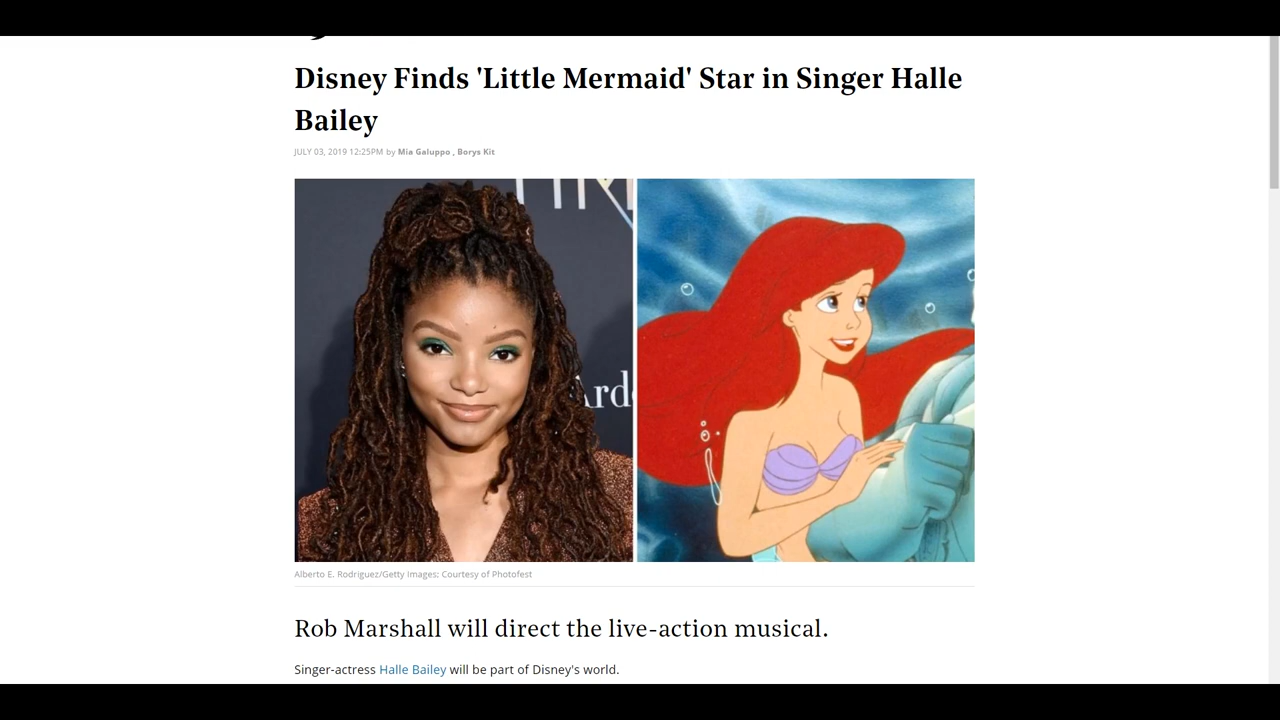 Disney Finds 'Little Mermaid' Star in Singer Halle
Bailey
JULY 03, 2019 12:25PM by Mia Galuppo , Borys Kit
Arde
Alberto E. Rodriguez/Getty Images; Courtesy of Photofest
Rob Marshall will direct the live-action musical.
Singer-actress Halle Bailey will be part of Disney's world.